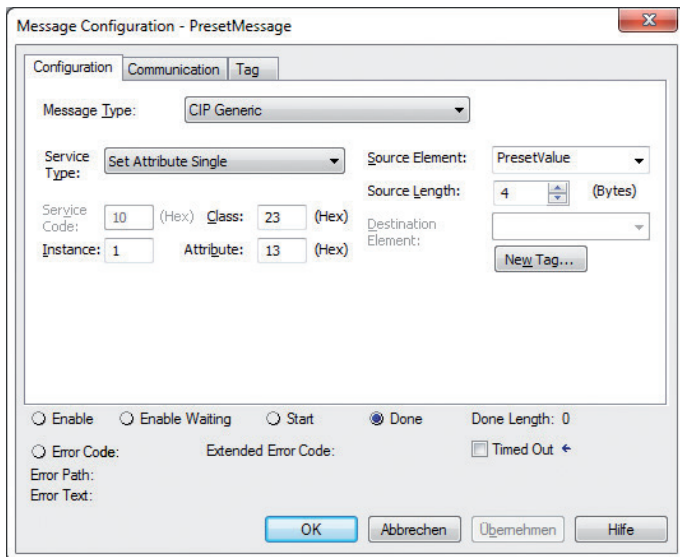 Message Configuration - PresetMessage
Configuration Communication Tag
Message Type: CIP Generic
Service Type: Set Attribute Single
Source Element: PresetValue
Source Length: 4 (Bytes)
Service Code: 10 (Hex) Class: 23 (Hex)
Destination Element:
Instance: 1 Attribute: 13 (Hex)
New Tag...
Enable Enable Waiting Start Done Done Length: 0
Error Code: Extended Error Code: Timed Out
Error Path:
Error Text:
OK Abbrechen Übernehmen Hilfe